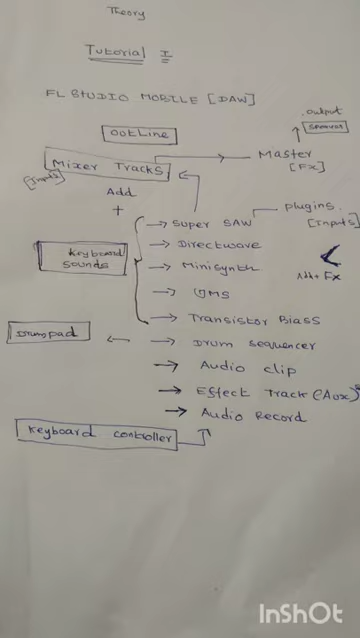 Theory
Tutorial I
FL STUDIO MOBILE [DAW]
output
OutLine
Mixer Tracks
Master
[Inputs]
[FX]
Add
+
plugins
[Inputs]
Super SAW
Directwave
Keyboard
sounds
Minisynth
Add+ FX
GMS
Transistor Biass
Drumpad
Drum sequencer
Audio clip
Effect Track (Aux)
Audio Record
Keyboard controller
InShOt